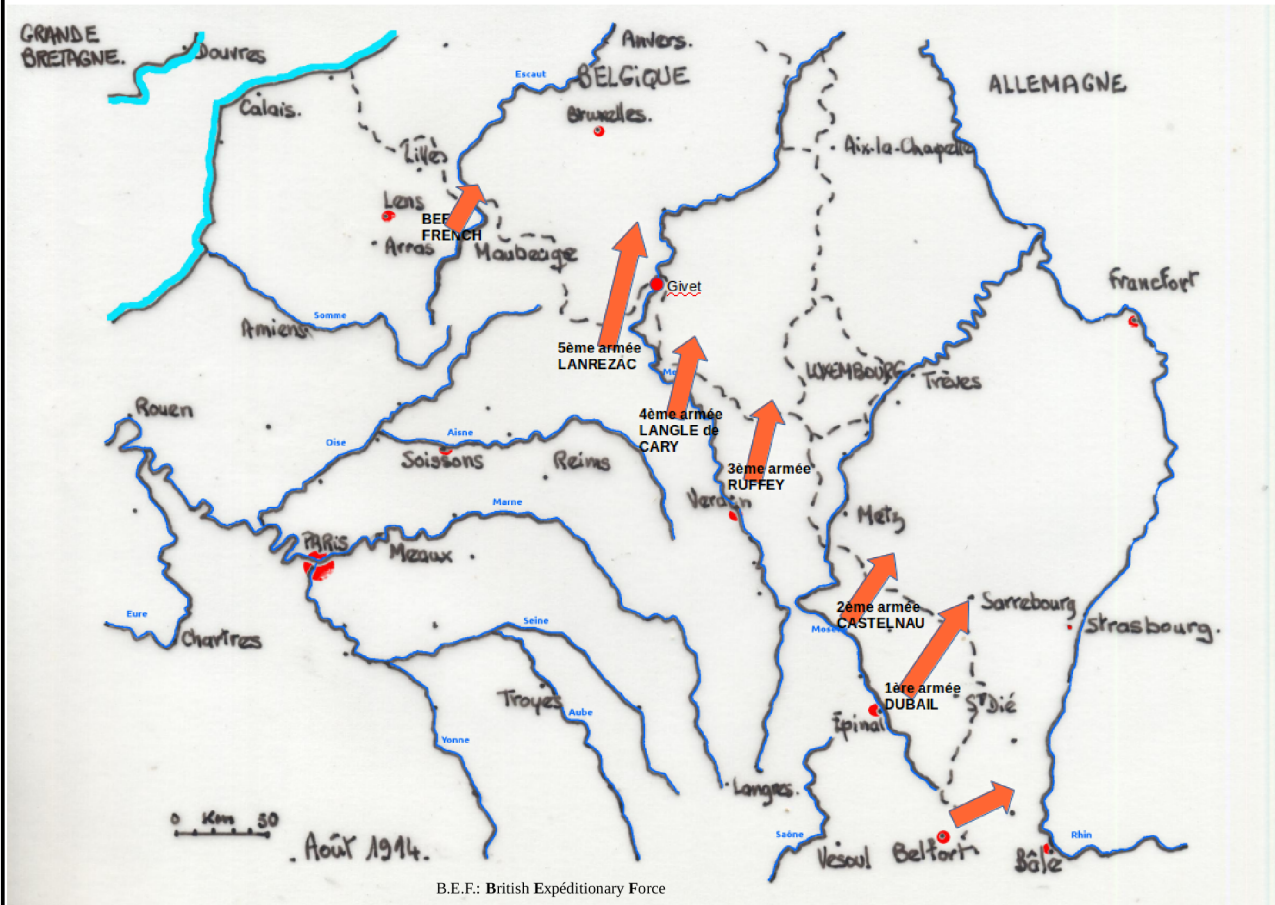 GRANDE
BRETAGNE.
Douvres
Anvers.
Escaut
BELGIQUE
ALLEMAGNE
Calais.
Bruxelles.
Aix-la-Chapelle
Lille
Lens
BEF
FRENCH
Arras
Maubeuge
Givet
Francfort
Somme
Amiens
5ème armée
LANREZAC
LUXEMBOURG
Trèves
Rouen
4ème armée
LANGLE de
CARY
Oise
Aisne
Soissons
Reims
3ème armée
RUFFEY
Marne
Verdun
Metz
PARIS
Meaux
2ème armée
CASTELNAU
Sarrebourg
Strasbourg.
Eure
Chartres
Seine
1ère armée
DUBAIL
Troyes
Aube
St Dié
Epinal
Yonne
Langres.
0 Km 50
Août 1914.
Saône
Vesoul
Belfort
Bâle
Rhin
B.E.F.: British Expéditionary Force